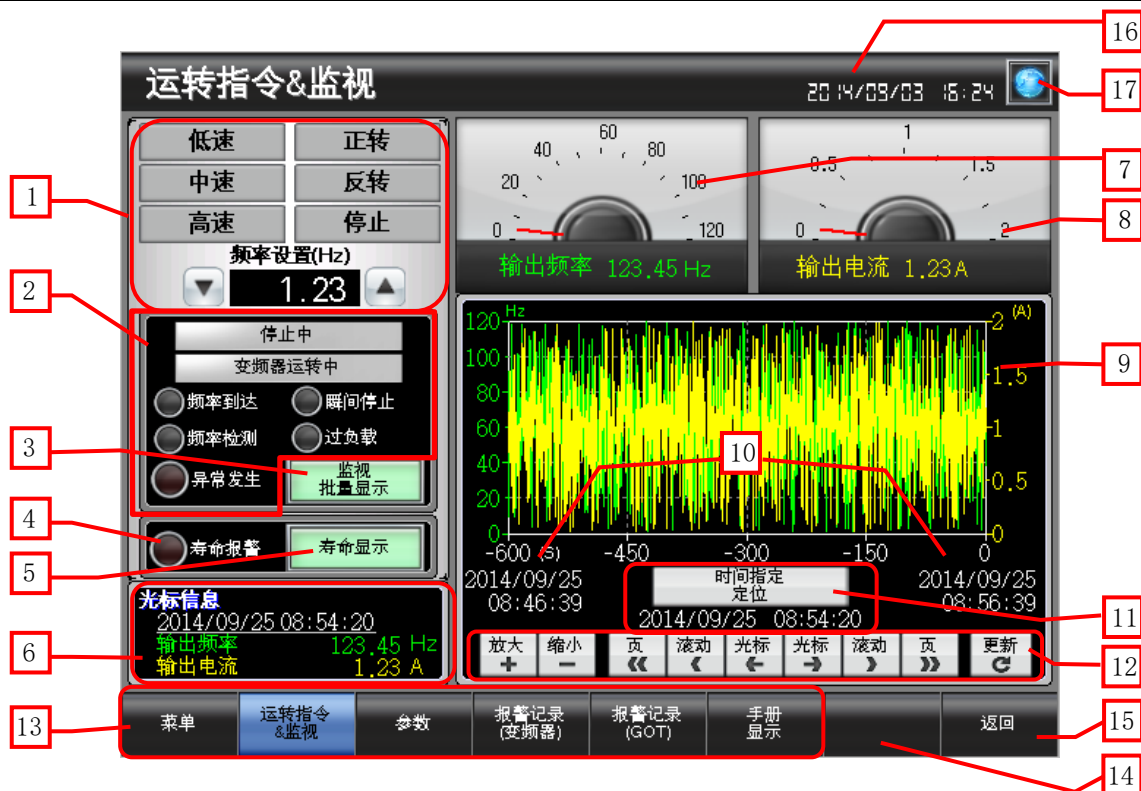 16
运转指令&监视
2014/09/03 16:24
17
低速 正转
中速 反转
高速 停止
频率设置(Hz)
1.23
1
0 20 40 60 80 100 120
输出频率 123.45 Hz
7
0 0.5 1 1.5 2
输出电流 1.23A
8
2
停止中
变频器运转中
频率到达 瞬间停止
频率检测 过负载
异常发生
监视
批量显示
3
4
寿命报警
寿命显示
5
光标信息
2014/09/25 08:54:20
输出频率 123.45 Hz
输出电流 1.23 A
6
Hz
120
100
80
60
40
20
0
(A)
2
1.5
1
0.5
0
9
10
-600 (S) -450 -300 -150 0
2014/09/25
08:46:39
时间指定
定位
2014/09/25 08:54:20
2014/09/25
08:56:39
11
放大 缩小 页 滚动 光标 光标 滚动 页 更新
+ − « ‹ ← → › »
12
13
菜单
运转指令
&监视
参数
报警记录
(变频器)
报警记录
(GOT)
手册
显示
返回
15
14